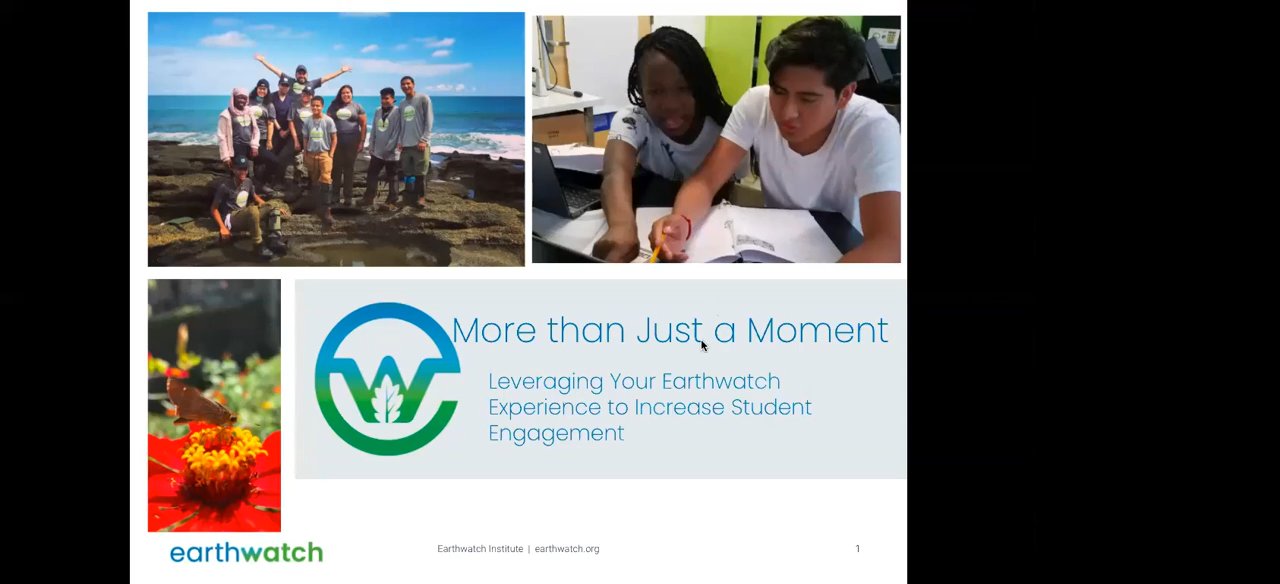 More than Just a Moment
Leveraging Your Earthwatch
Experience to Increase Student
Engagement
earthwatch
Earthwatch Institute | earthwatch.org
1